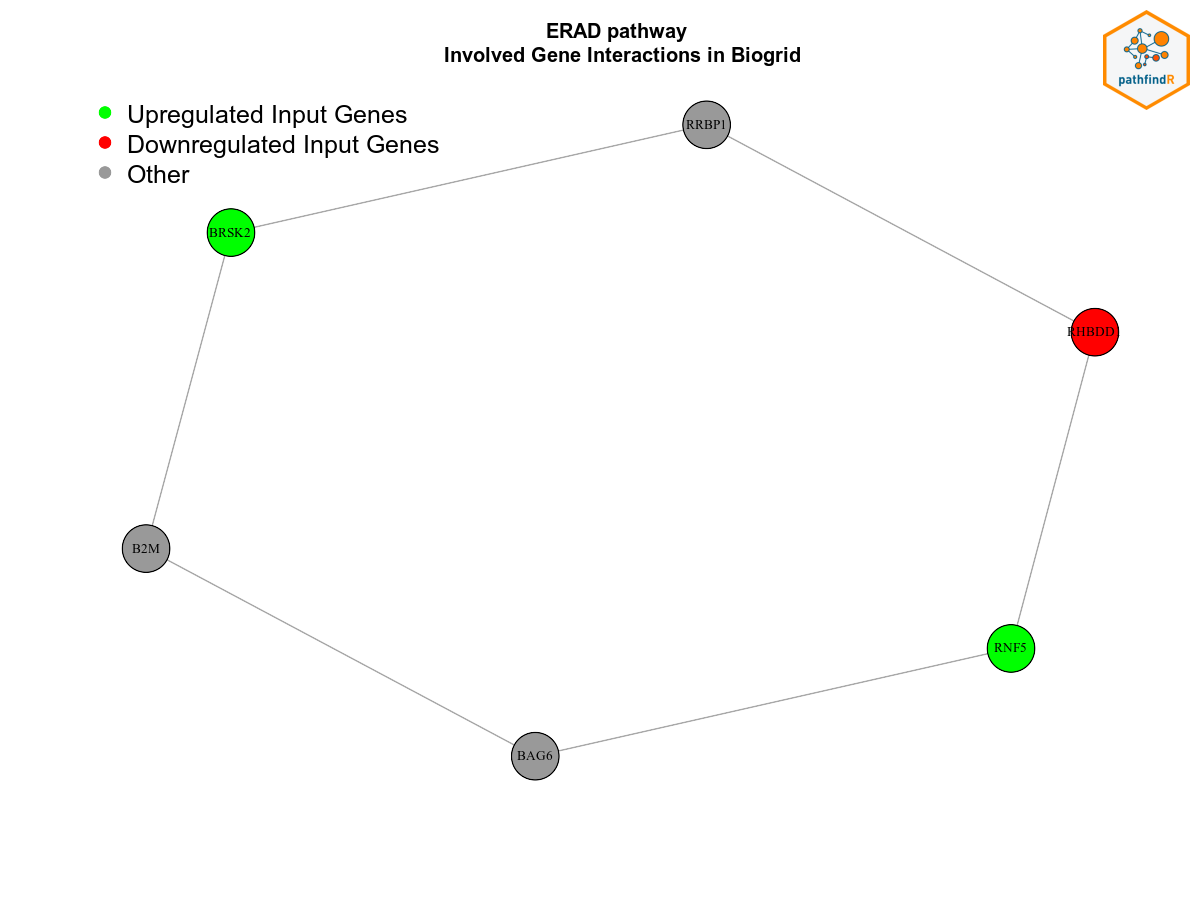 ERAD pathway
Involved Gene Interactions in Biogrid
pathfindR
Upregulated Input Genes
Downregulated Input Genes
Other
RRBP1
BRSK2
RHBDD1
B2M
RNF5
BAG6